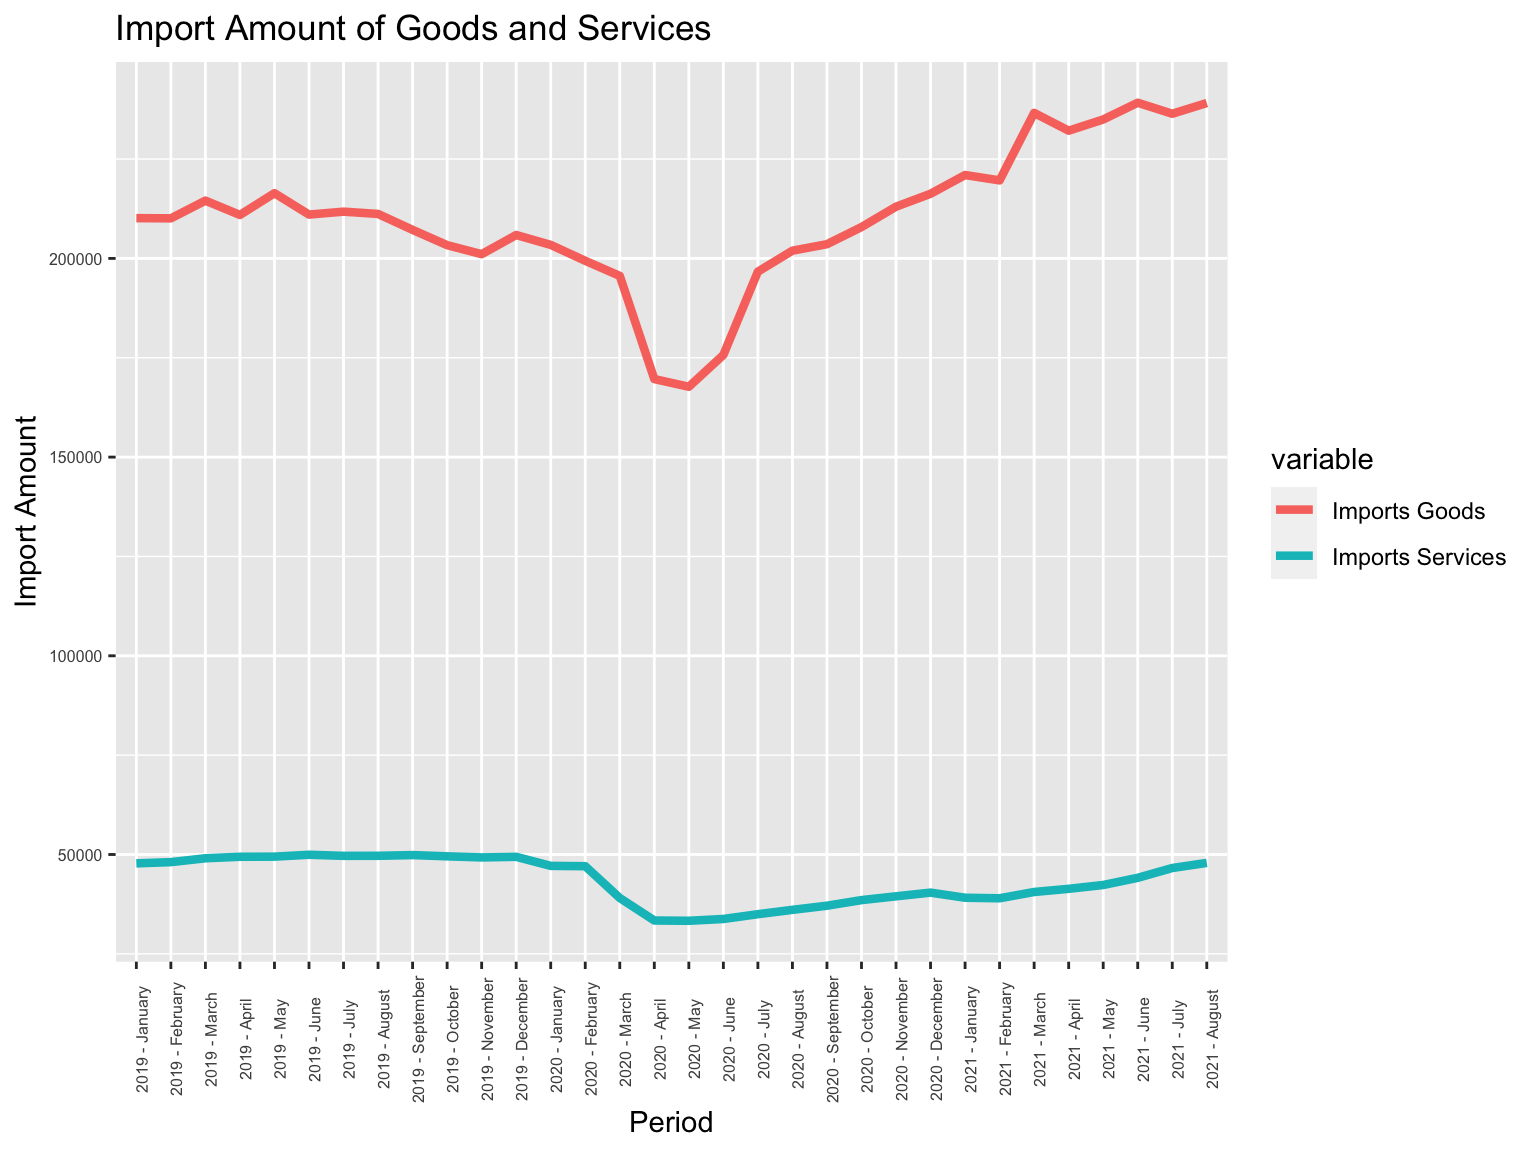 Import Amount of Goods and Services
Import Amount
200000
150000
100000
50000
2019 - January
2019 - February
2019 - March
2019 - April
2019 - May
2019 - June
2019 - July
2019 - August
2019 - September
2019 - October
2019 - November
2019 - December
2020 - January
2020 - February
2020 - March
2020 - April
2020 - May
2020 - June
2020 - July
2020 - August
2020 - September
2020 - October
2020 - November
2020 - December
2021 - January
2021 - February
2021 - March
2021 - April
2021 - May
2021 - June
2021 - July
2021 - August
Period
variable
Imports Goods
Imports Services